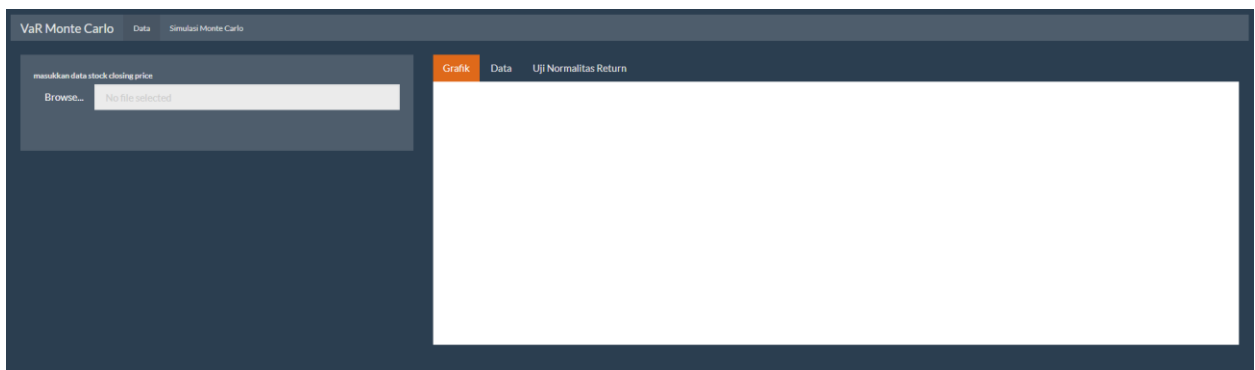 VaR Monte Carlo Data Simulasi Monte Carlo
masukkan data stock closing price
Browse... No file selected
Grafik Data Uji Normalitas Return